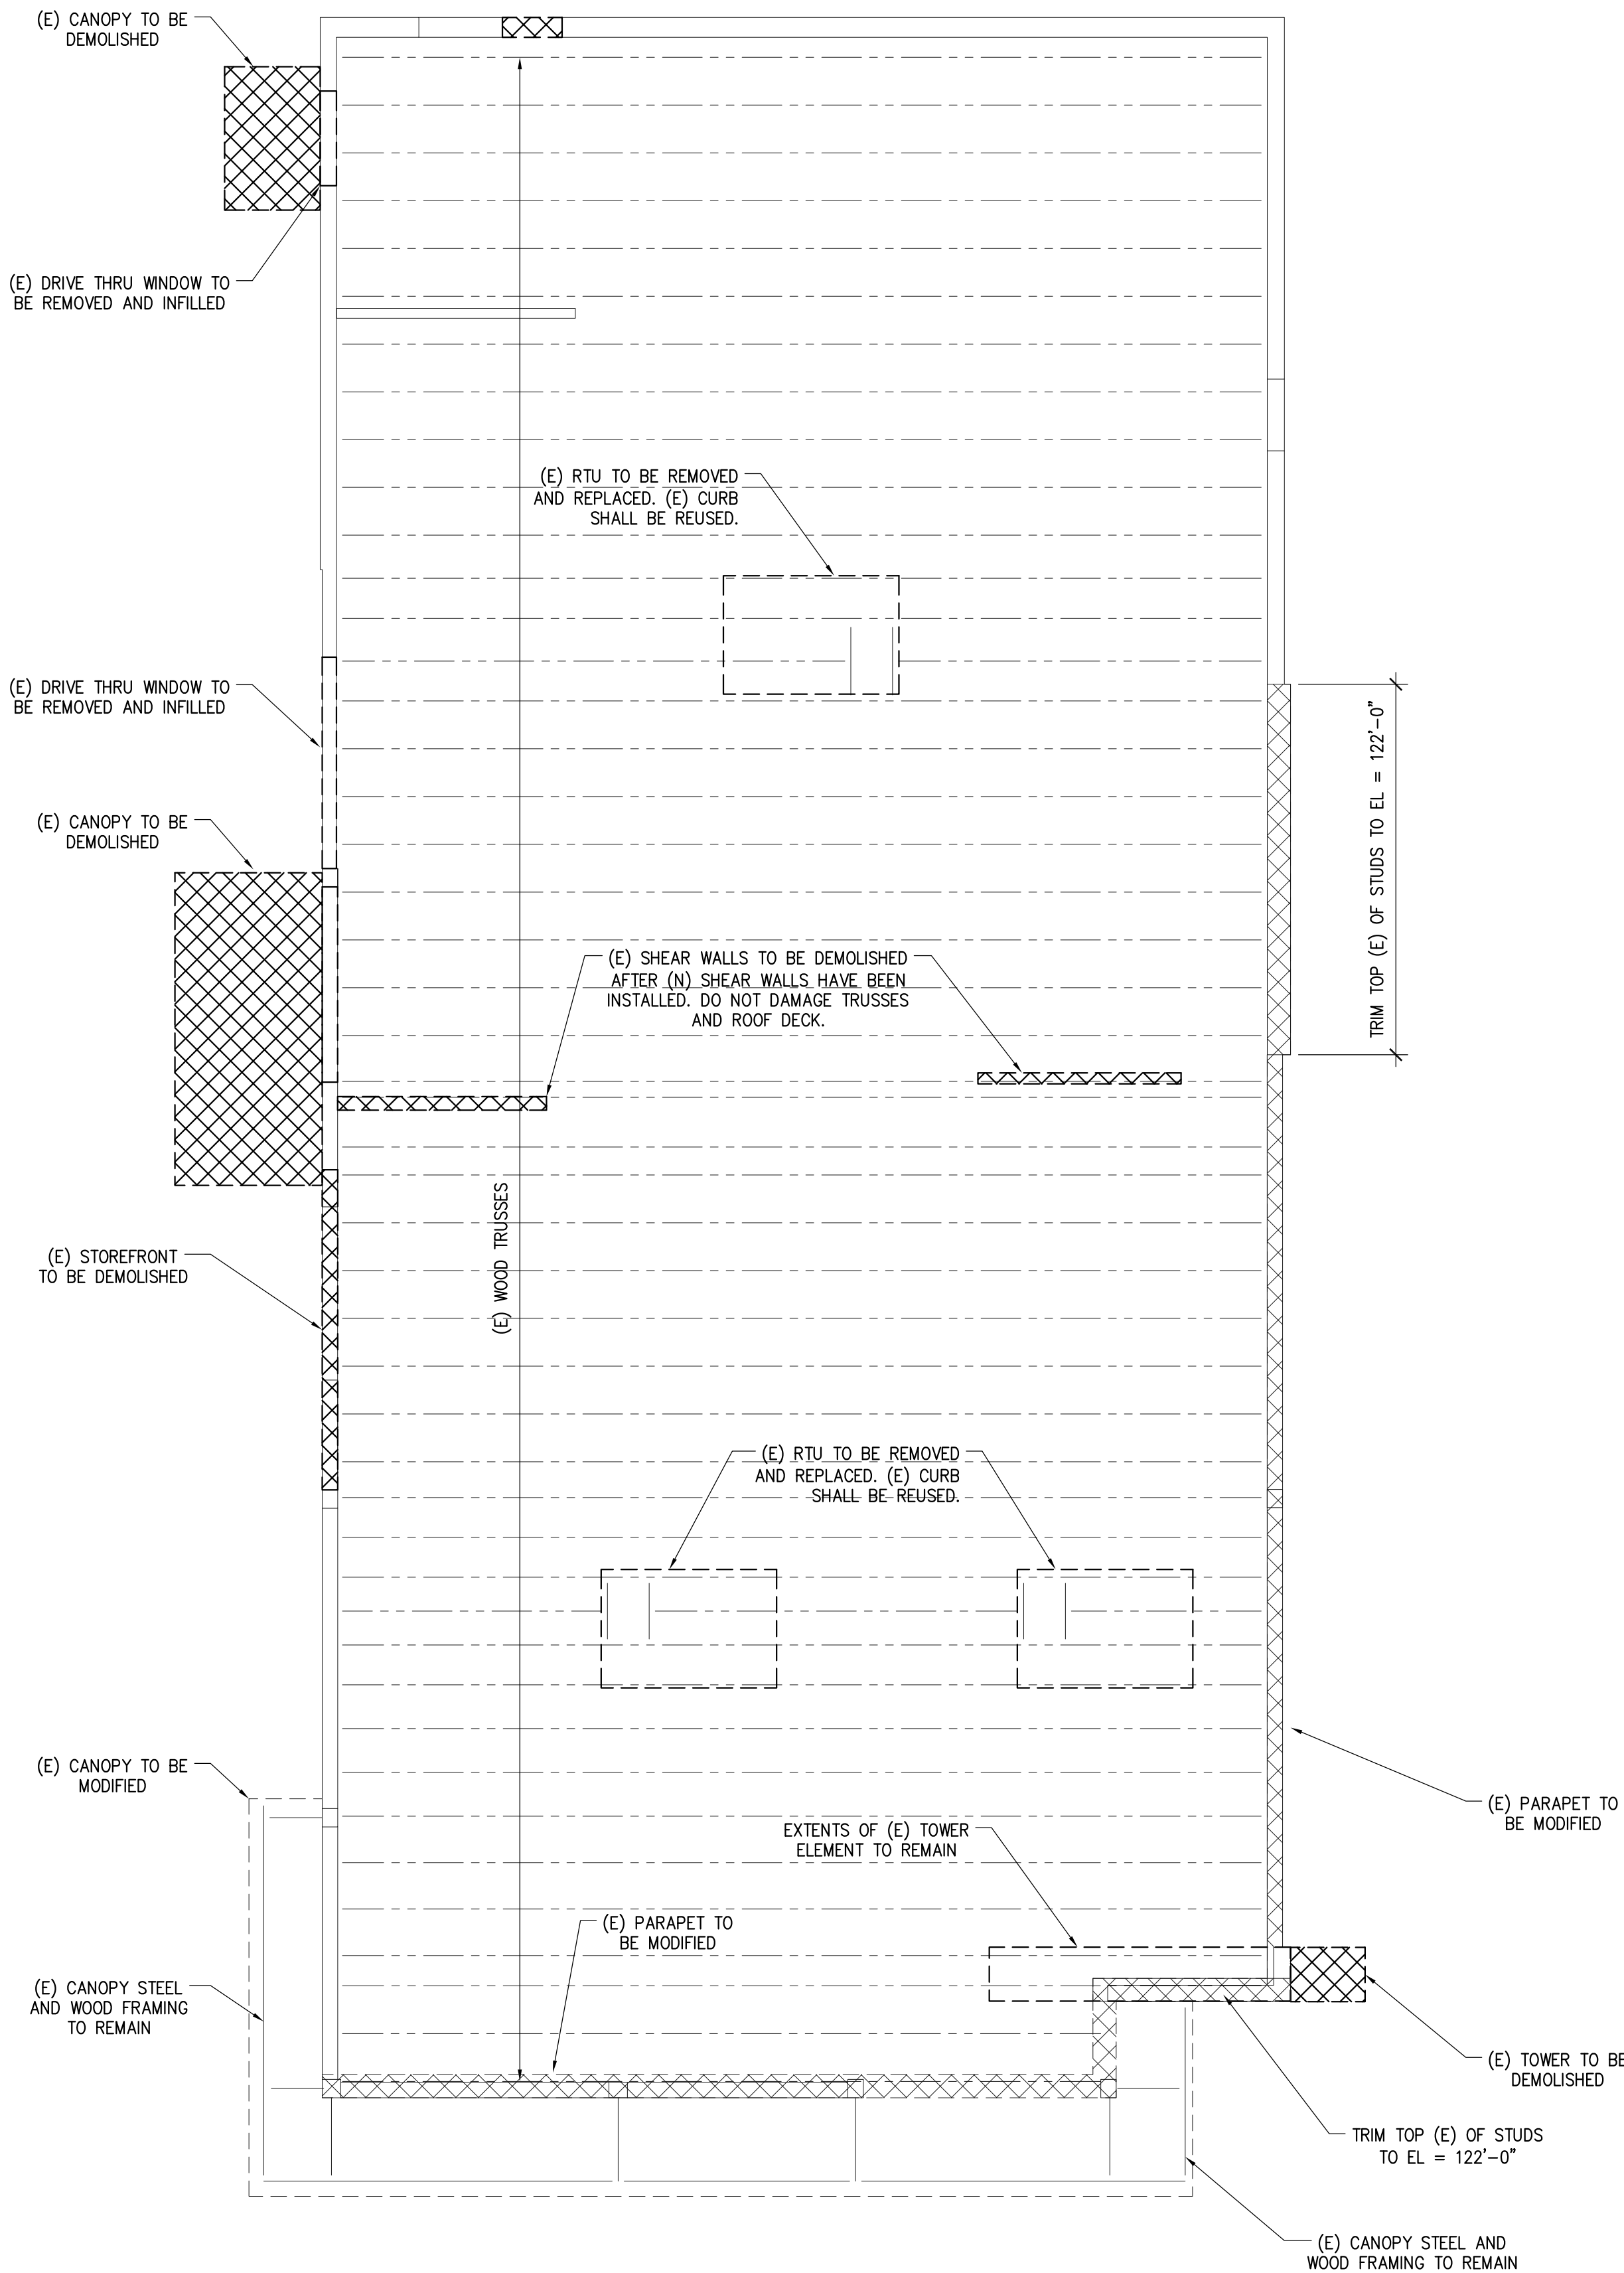 (E) CANOPY TO BE
DEMOLISHED
(E) DRIVE THRU WINDOW TO
BE REMOVED AND INFILLED
(E) RTU TO BE REMOVED
AND REPLACED. (E) CURB
SHALL BE REUSED.
(E) DRIVE THRU WINDOW TO
BE REMOVED AND INFILLED
TRIM TOP (E) OF STUDS TO EL = 122'-0"
(E) CANOPY TO BE
DEMOLISHED
(E) SHEAR WALLS TO BE DEMOLISHED
AFTER (N) SHEAR WALLS HAVE BEEN
INSTALLED. DO NOT DAMAGE TRUSSES
AND ROOF DECK.
(E) WOOD TRUSSES
(E) STOREFRONT
TO BE DEMOLISHED
(E) RTU TO BE REMOVED
AND REPLACED. (E) CURB
SHALL BE REUSED.
(E) CANOPY TO BE
MODIFIED
(E) PARAPET TO
BE MODIFIED
EXTENTS OF (E) TOWER
ELEMENT TO REMAIN
(E) PARAPET TO
BE MODIFIED
(E) CANOPY STEEL
AND WOOD FRAMING
TO REMAIN
(E) TOWER TO BE
DEMOLISHED
TRIM TOP (E) OF STUDS
TO EL = 122'-0"
(E) CANOPY STEEL AND
WOOD FRAMING TO REMAIN